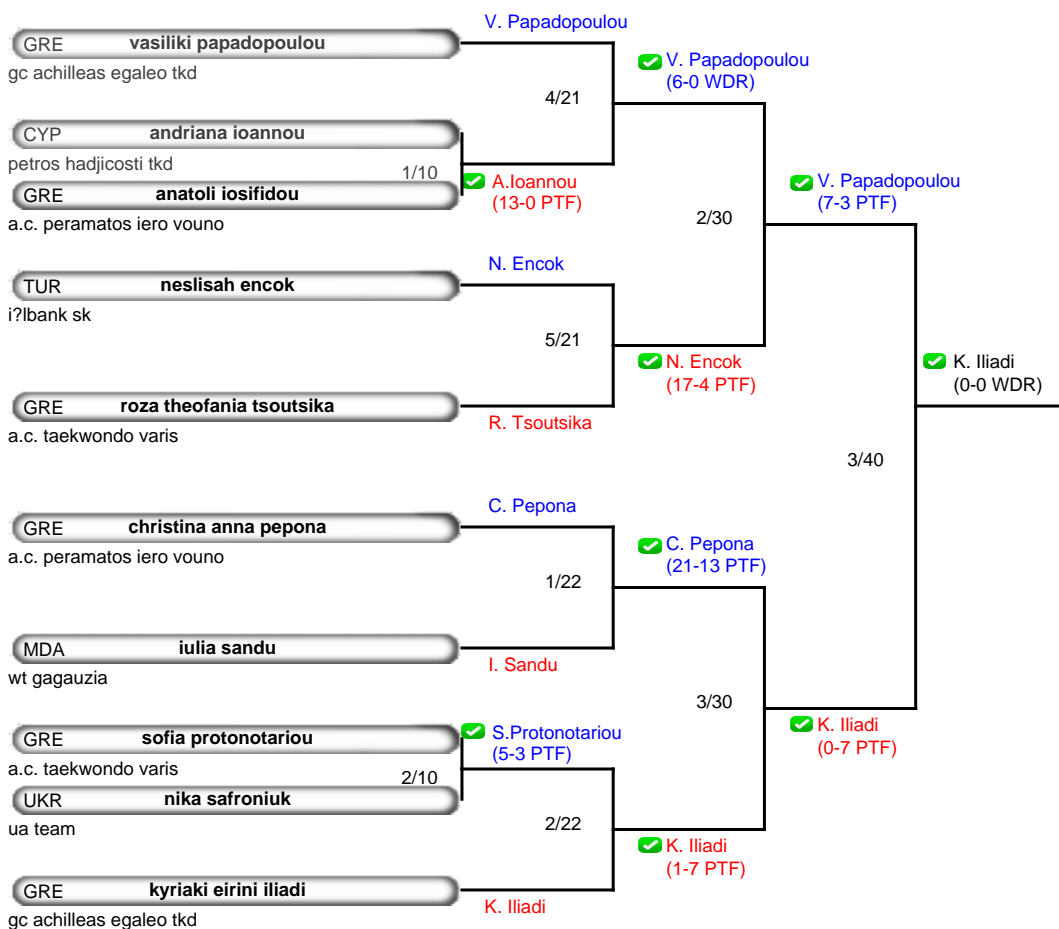 V. Papadopoulou
GRE vasiliki papadopoulou
gc achilleas egaleo tkd
V. Papadopoulou
(6-0 WDR)
4/21
CYP andriana ioannou
petros hadjicosti tkd
1/10
A.Ioannou
(13-0 PTF)
GRE anatoli iosifidou
a.c. peramatos iero vouno
V. Papadopoulou
(7-3 PTF)
2/30
N. Encok
TUR neslisah encok
i?lbank sk
5/21
N. Encok
(17-4 PTF)
K. Iliadi
(0-0 WDR)
GRE roza theofania tsoutsika
R. Tsoutsika
a.c. taekwondo varis
3/40
C. Pepona
GRE christina anna pepona
a.c. peramatos iero vouno
C. Pepona
(21-13 PTF)
1/22
MDA iulia sandu
I. Sandu
wt gagauzia
3/30
GRE sofia protonotariou
S.Protonotariou
(5-3 PTF)
a.c. taekwondo varis
2/10
K. Iliadi
(0-7 PTF)
UKR nika safroniuk
ua team
2/22
K. Iliadi
(1-7 PTF)
GRE kyriaki eirini iliadi
K. Iliadi
gc achilleas egaleo tkd